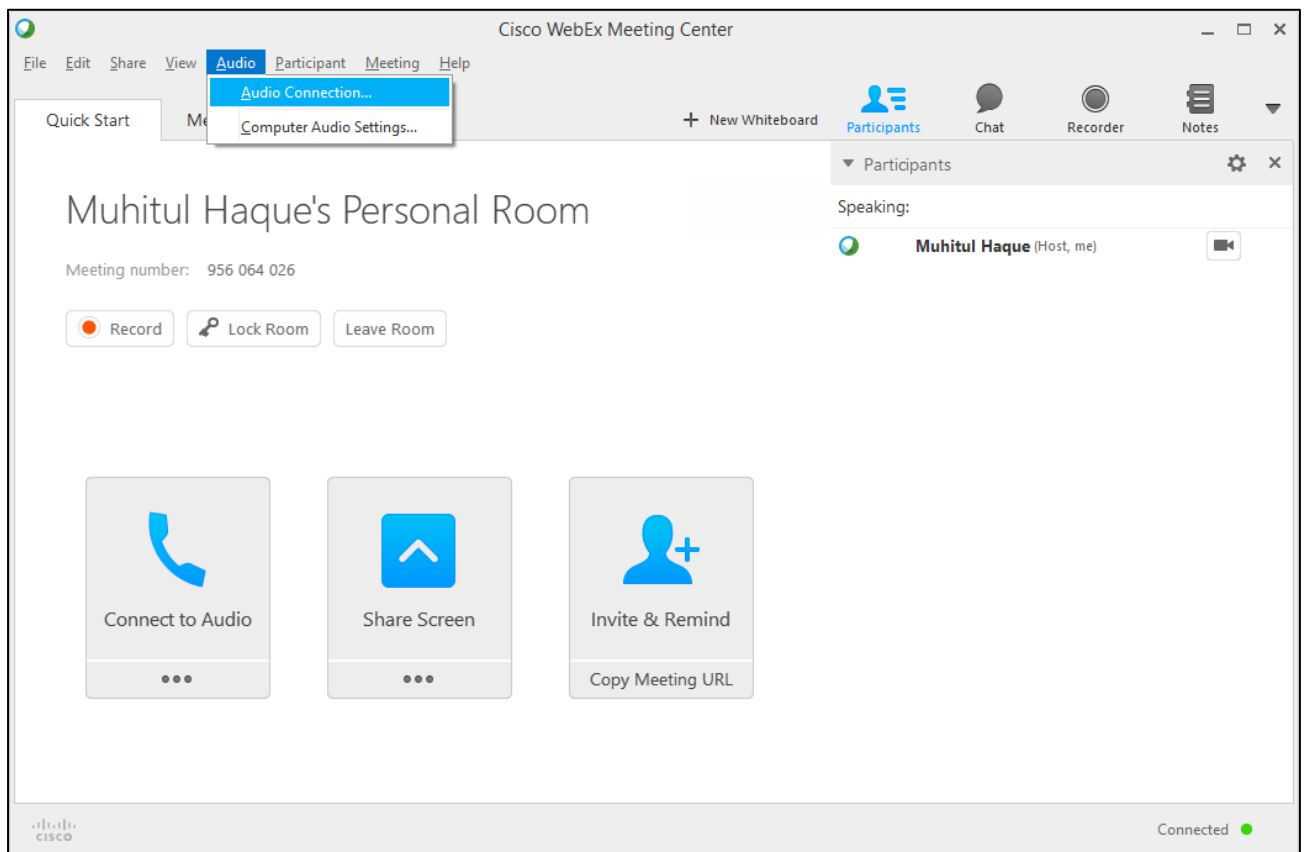 Cisco WebEx Meeting Center
File Edit Share View Audio Participant Meeting Help
Audio Connection...
Computer Audio Settings...
Quick Start
Me
+ New Whiteboard
Participants Chat Recorder Notes
Participants
Speaking:
Muhitul Haque (Host, me)
Muhitul Haque's Personal Room
Meeting number: 956 064 026
Record Lock Room Leave Room
Connect to Audio Share Screen Invite & Remind
Copy Meeting URL
CISCO
Connected